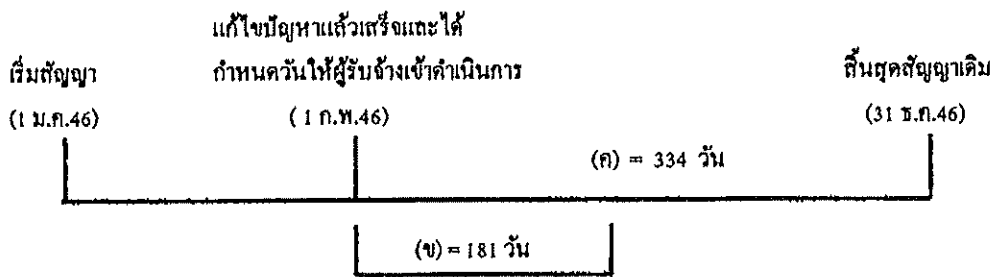 แก้ไขปัญหาแล้วเสร็จและได้
เริ่มสัญญา
กำหนดวันให้ผู้รับจ้างเข้าดำเนินการ
สิ้นสุดสัญญาเดิม
(1 ม.ค.46)
( 1 ก.พ.46)
(31 ธ.ค.46)
(ค) = 334 วัน
(ข) = 181 วัน